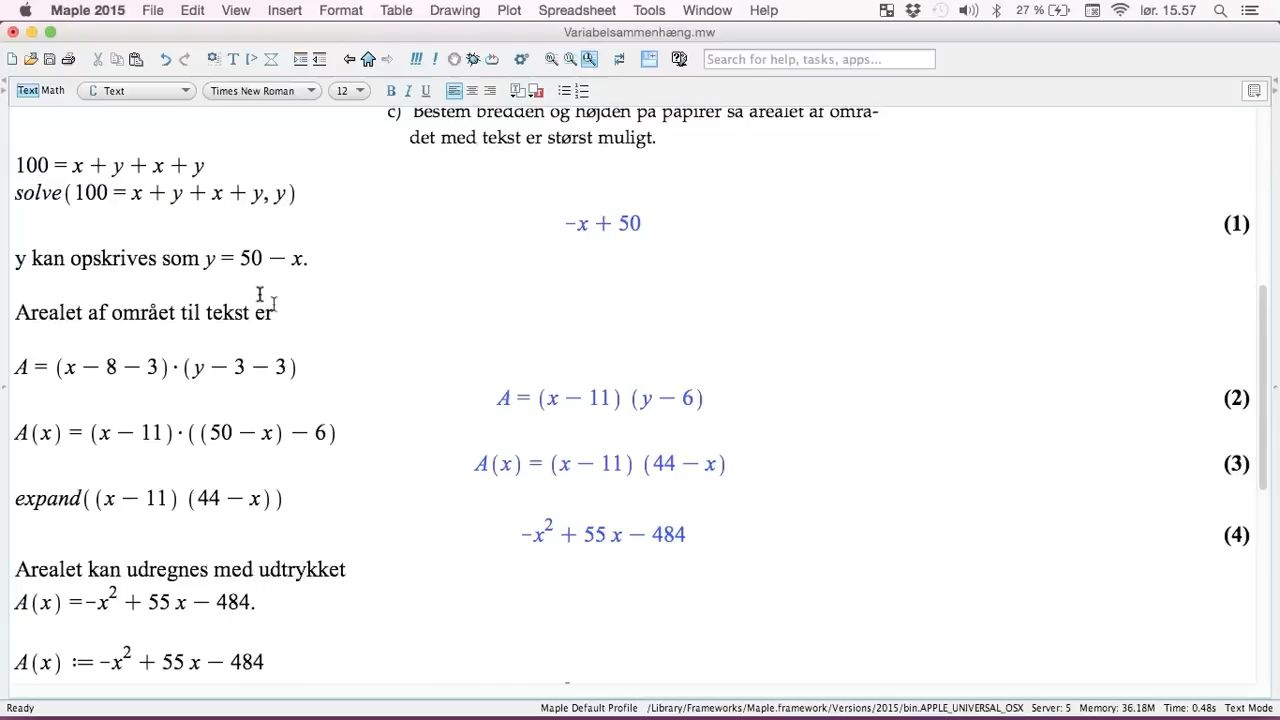 Maple 2015 File Edit View Insert Format Table Drawing Plot Spreadsheet Tools Window Help 27 % lør. 15.57
Variabelsammenhæng.mw
Search for help, tasks, apps...
Text Math C Text Times New Roman 12 B I U
c) Bestem bredden og højden på papiret så arealet af områ-
det med tekst er størst muligt.
100 = x + y + x + y
solve(100 = x + y + x + y, y)
-x + 50 (1)
y kan opskrives som y = 50 − x.
Arealet af området til tekst er
A = (x − 8 − 3)·(y − 3 − 3)
A = (x − 11) (y − 6) (2)
A(x) = (x − 11)·((50 − x) − 6)
A(x) = (x − 11) (44 − x) (3)
expand((x − 11) (44 − x))
-x² + 55 x − 484 (4)
Arealet kan udregnes med udtrykket
A(x) =-x² + 55 x − 484.
A(x) := -x² + 55 x − 484
Ready Maple Default Profile /Library/Frameworks/Maple.framework/Versions/2015/bin.APPLE_UNIVERSAL_OSX Server: 5 Memory: 36.18M Time: 0.48s Text Mode